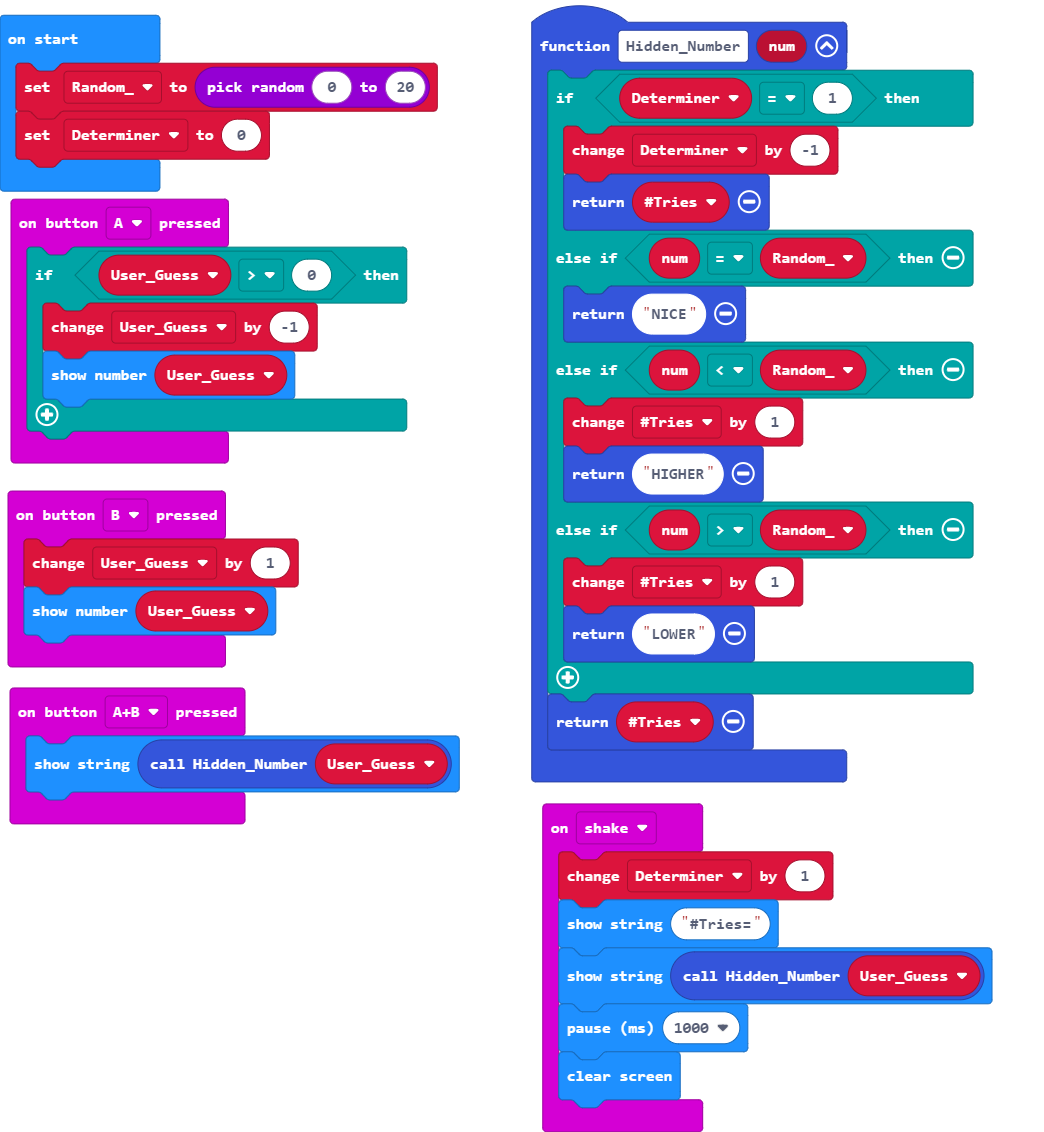 on start
set Random_ to pick random 0 to 20
set Determiner to 0
on button A pressed
if User_Guess > 0 then
change User_Guess by -1
show number User_Guess
on button B pressed
change User_Guess by 1
show number User_Guess
on button A+B pressed
show string call Hidden_Number User_Guess
function Hidden_Number num
if Determiner = 1 then
change Determiner by -1
return #Tries
else if num = Random_ then
return "NICE"
else if num < Random_ then
change #Tries by 1
return "HIGHER"
else if num > Random_ then
change #Tries by 1
return "LOWER"
return #Tries
on shake
change Determiner by 1
show string "#Tries="
show string call Hidden_Number User_Guess
pause (ms) 1000
clear screen